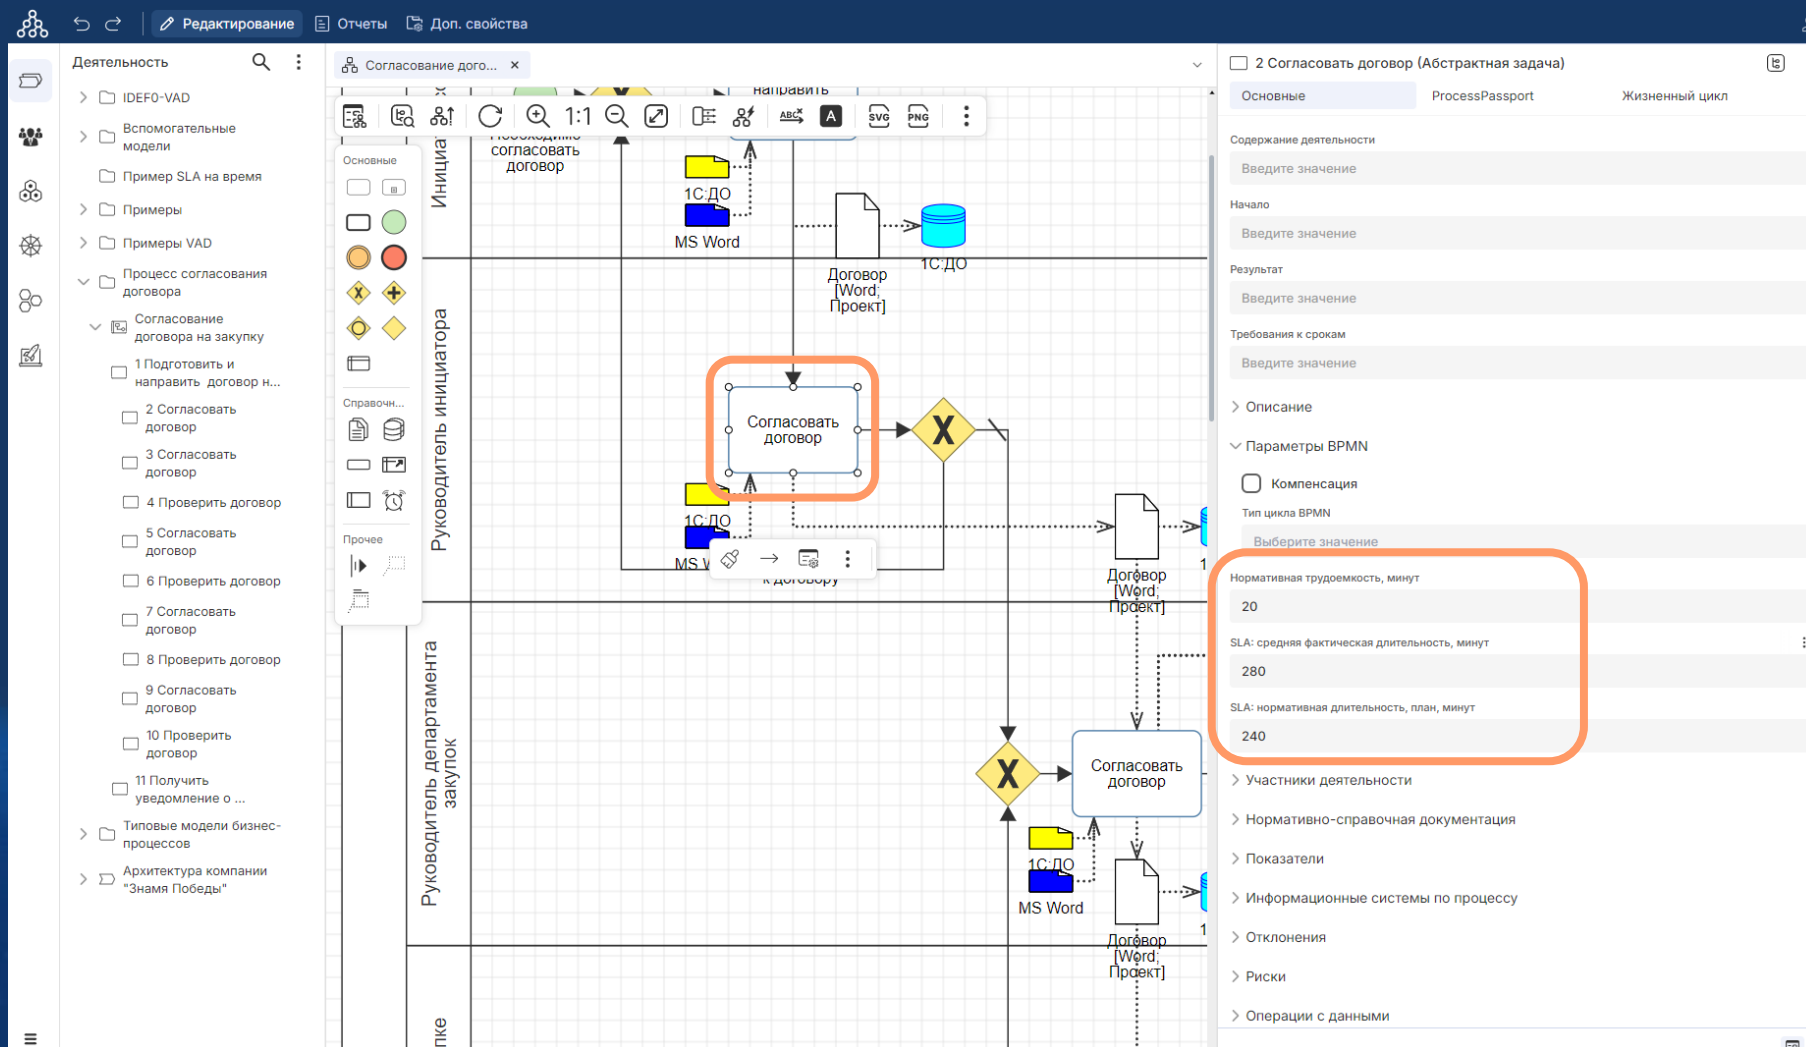 Редактирование
Отчеты
Доп. свойства
Деятельность
IDEF0-VAD
Вспомогательные
модели
Пример SLA на время
Примеры
Примеры VAD
Процесс согласования
договора
Согласование
договора на закупку
1 Подготовить и
направить договор н...
2 Согласовать
договор
3 Согласовать
договор
4 Проверить договор
5 Согласовать
договор
6 Проверить договор
7 Согласовать
договор
8 Проверить договор
9 Согласовать
договор
10 Проверить
договор
11 Получить
уведомление о ...
Типовые модели бизнес-
процессов
Архитектура компании
"Знамя Победы"
Согласование дого...
1:1
ABC
A
SVG
PNG
Основные
Справочн...
Прочее
направить
согласовать
договор
1С:ДО
MS Word
Договор
[Word;
Проект]
1С:ДО
Руководитель инициатора
Согласовать
договор
1С:ДО
к договору
Договор
[Word;
Проект]
Руководитель департамента
закупок
Согласовать
договор
1С:ДО
MS Word
Договор
[Word;
Проект]
2 Согласовать договор (Абстрактная задача)
Основные
ProcessPassport
Жизненный цикл
Содержание деятельности
Введите значение
Начало
Введите значение
Результат
Введите значение
Требования к срокам
Введите значение
Описание
Параметры BPMN
Компенсация
Тип цикла BPMN
Выберите значение
Нормативная трудоемкость, минут
20
SLA: средняя фактическая длительность, минут
280
SLA: нормативная длительность, план, минут
240
Участники деятельности
Нормативно-справочная документация
Показатели
Информационные системы по процессу
Отклонения
Риски
Операции с данными